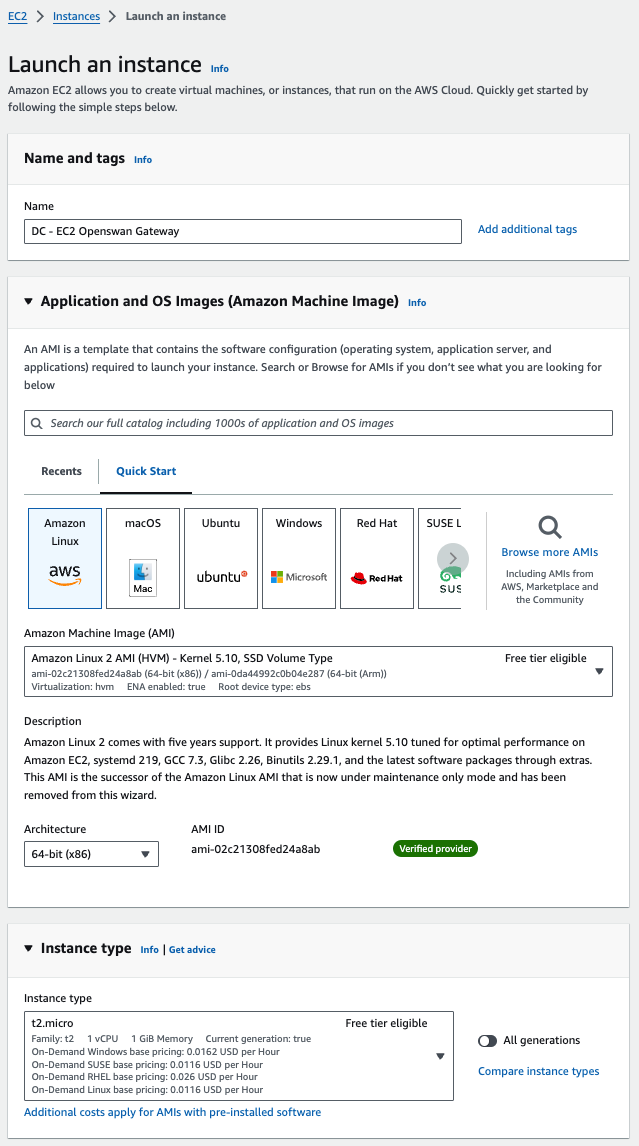 EC2 > Instances > Launch an instance
Launch an instance Info
Amazon EC2 allows you to create virtual machines, or instances, that run on the AWS Cloud. Quickly get started by
following the simple steps below.
Name and tags Info
Name
DC - EC2 Openswan Gateway
Add additional tags
Application and OS Images (Amazon Machine Image) Info
An AMI is a template that contains the software configuration (operating system, application server, and
applications) required to launch your instance. Search or Browse for AMIs if you don't see what you are looking for
below
Search our full catalog including 1000s of application and OS images
Recents
Quick Start
Amazon
Linux
aws
macOS
Mac
Ubuntu
ubuntu
Windows
Microsoft
Red Hat
Red Hat
SUSE L
SUS
Browse more AMIs
Including AMIs from
AWS, Marketplace and
the Community
Amazon Machine Image (AMI)
Amazon Linux 2 AMI (HVM) - Kernel 5.10, SSD Volume Type Free tier eligible
ami-02c21308fed24a8ab (64-bit (x86)) / ami-0da44992c0b04e287 (64-bit (Arm))
Virtualization: hvm ENA enabled: true Root device type: ebs
Description
Amazon Linux 2 comes with five years support. It provides Linux kernel 5.10 tuned for optimal performance on
Amazon EC2, systemd 219, GCC 7.3, Glibc 2.26, Binutils 2.29.1, and the latest software packages through extras.
This AMI is the successor of the Amazon Linux AMI that is now under maintenance only mode and has been
removed from this wizard.
Architecture
64-bit (x86)
AMI ID
ami-02c21308fed24a8ab
Verified provider
Instance type Info | Get advice
Instance type
t2.micro Free tier eligible
Family: t2 1 vCPU 1 GiB Memory Current generation: true
On-Demand Windows base pricing: 0.0162 USD per Hour
On-Demand SUSE base pricing: 0.0116 USD per Hour
On-Demand RHEL base pricing: 0.026 USD per Hour
On-Demand Linux base pricing: 0.0116 USD per Hour
All generations
Compare instance types
Additional costs apply for AMIs with pre-installed software